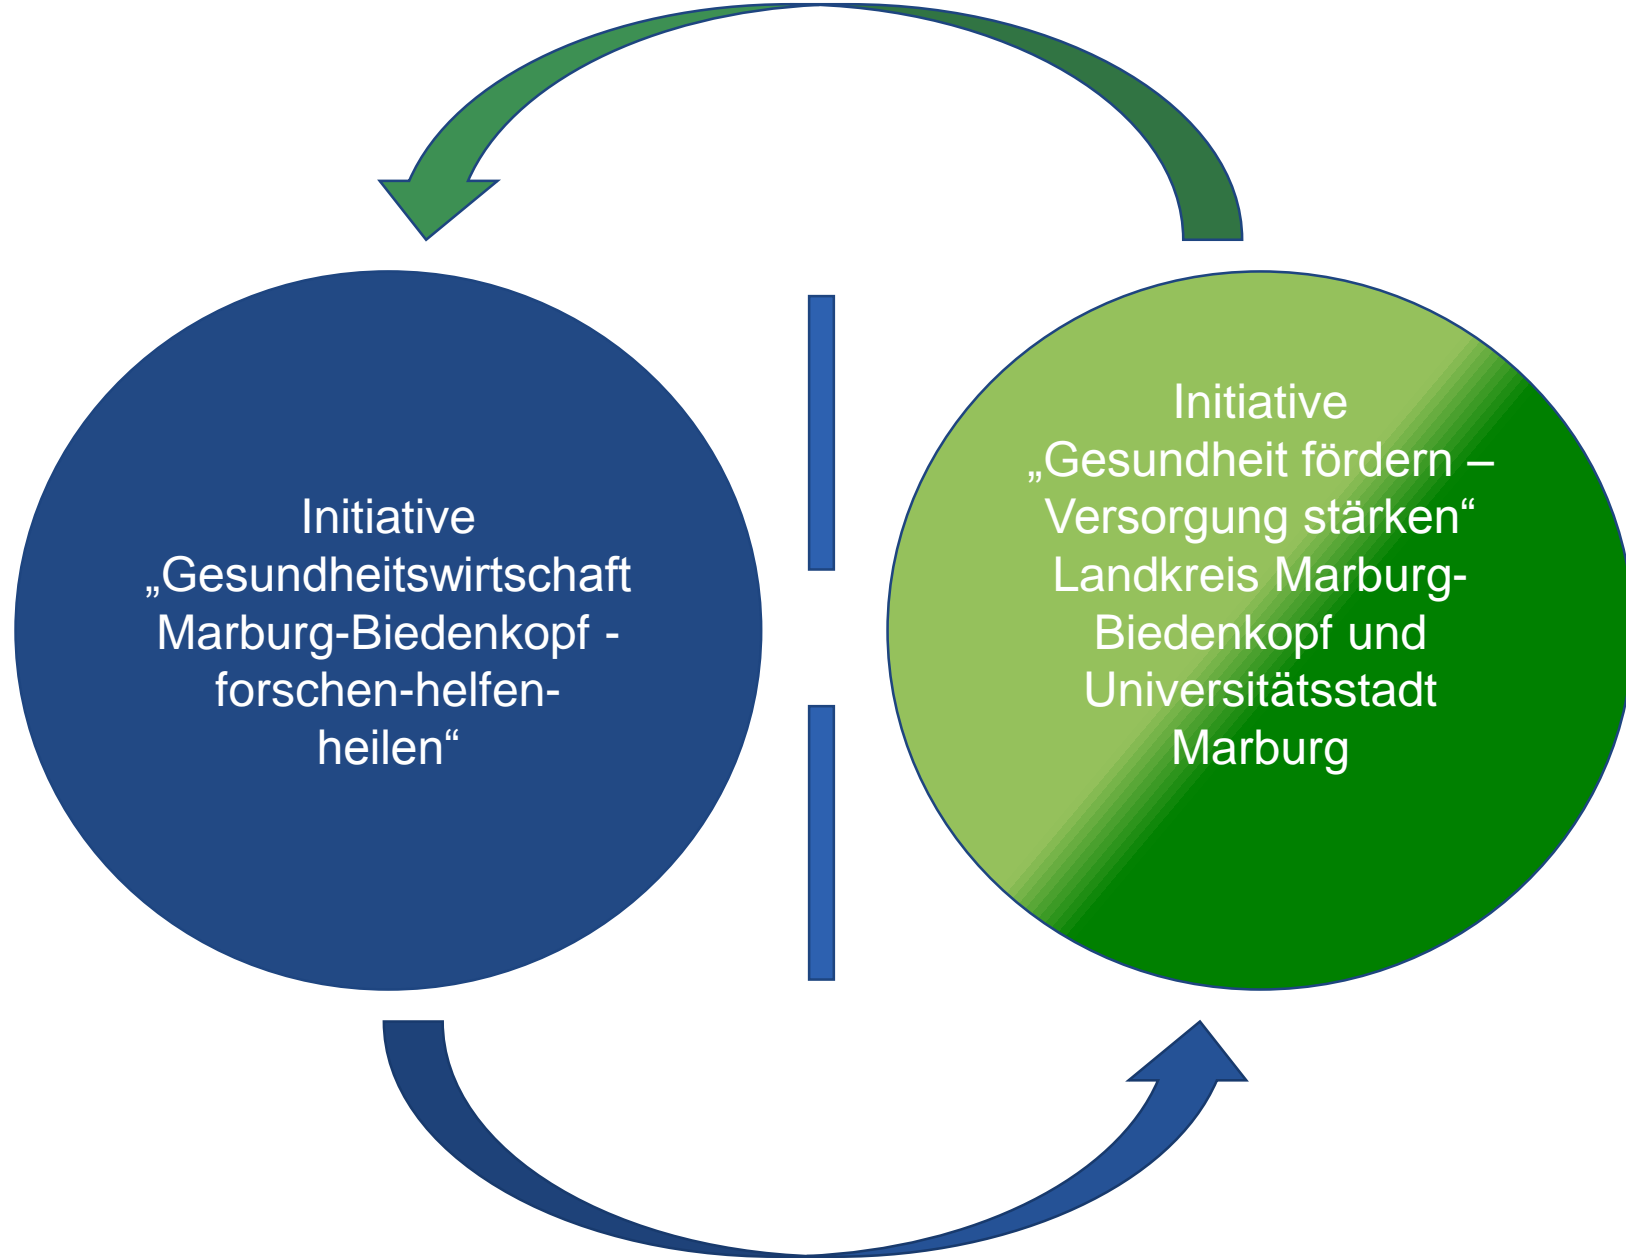 Initiative
„Gesundheitswirtschaft
Marburg-Biedenkopf -
forschen-helfen-
heilen“
Initiative
„Gesundheit fördern –
Versorgung stärken“
Landkreis Marburg-
Biedenkopf und
Universitätsstadt
Marburg